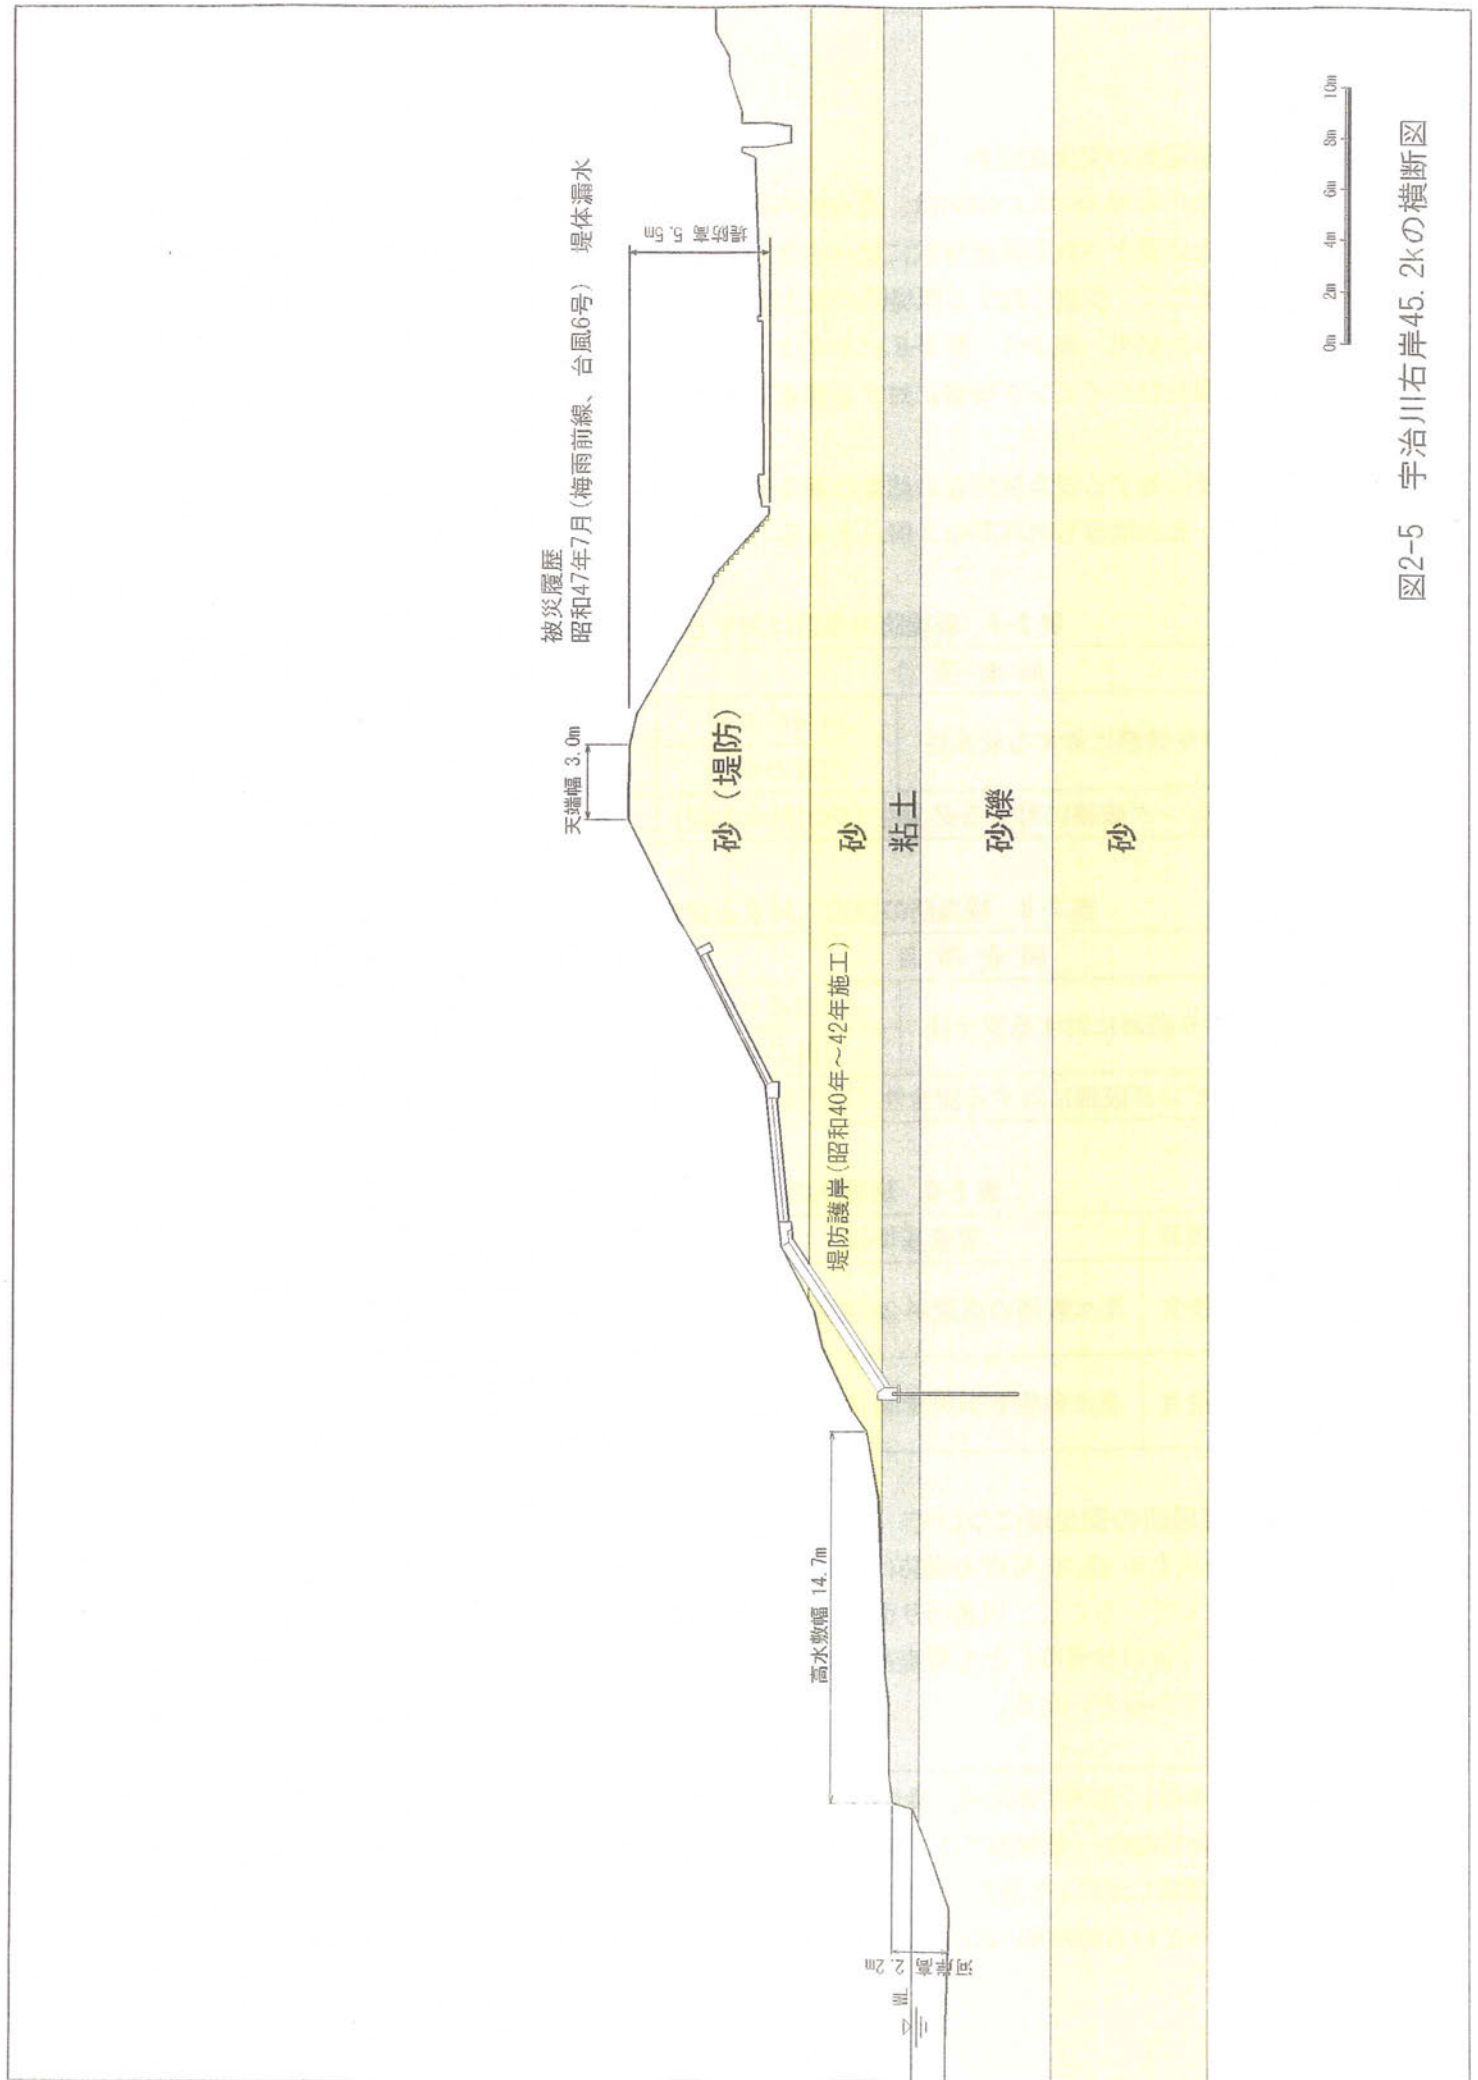 被災履歴
昭和47年7月(梅雨前線、台風6号) 堤体漏水
天端幅 3.0m
堤防高 5.5m
砂(堤防)
砂
粘土
砂礫
砂
堤防護岸(昭和40年~42年施工)
高水敷幅 14.7m
河岸高 2.2m
WL
0m 2m 4m 6m 8m 10m
図2-5 宇治川右岸45.2kの横断図